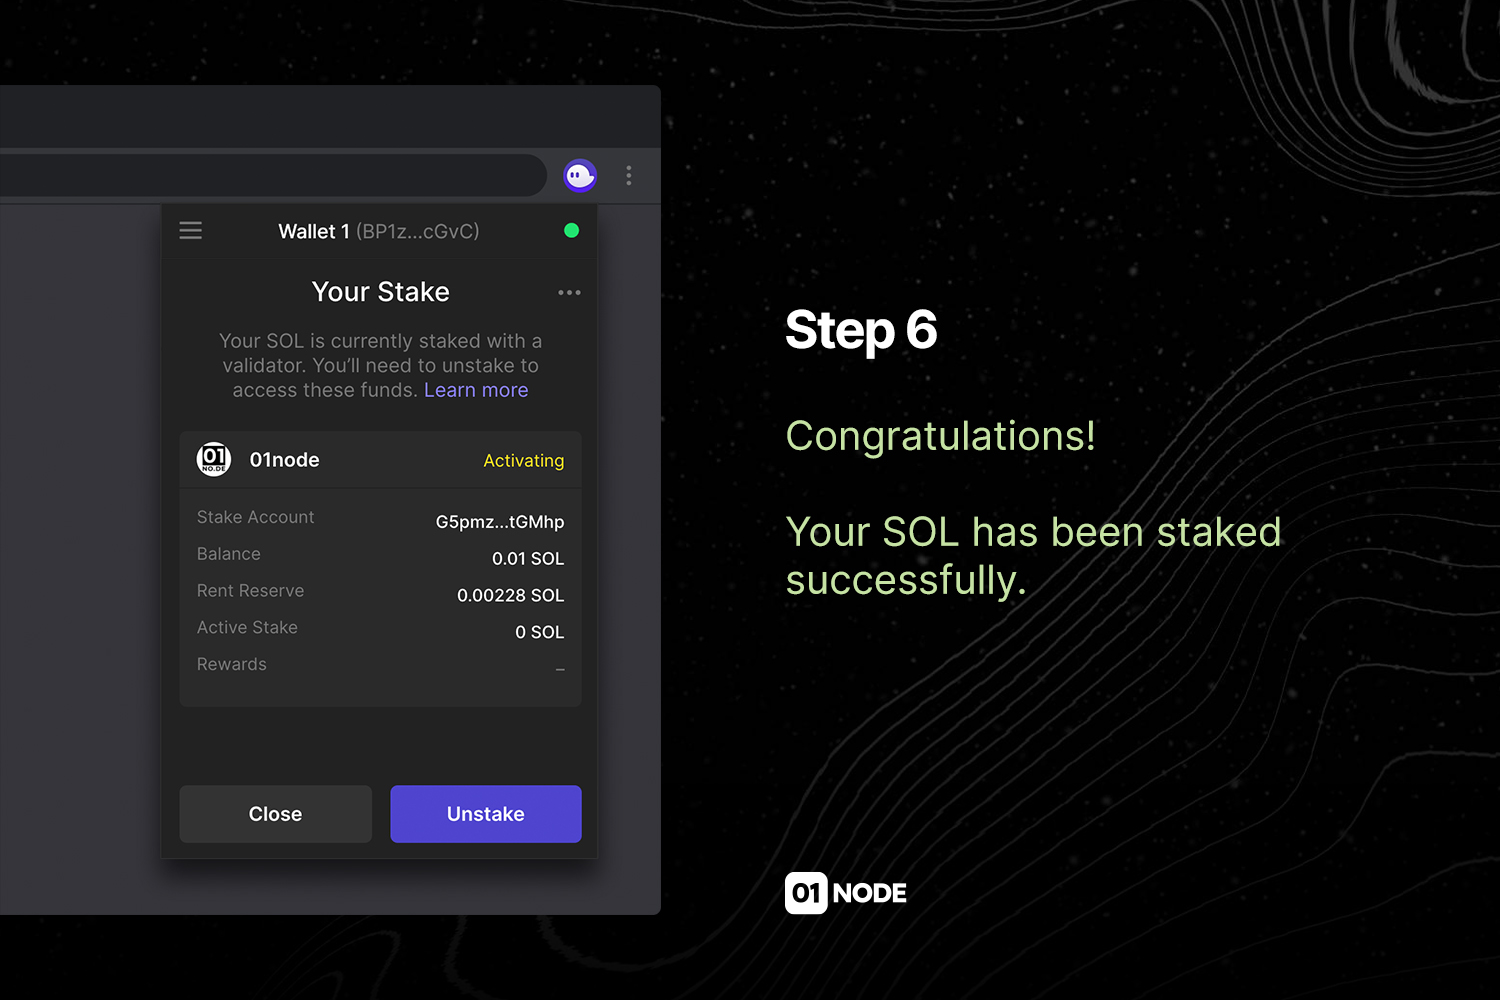 Wallet 1 (BP1z...cGvC)
Your Stake
Your SOL is currently staked with a
validator. You’ll need to unstake to
access these funds. Learn more
01
NO.DE
01node
Activating
Stake Account
G5pmz...tGMhp
Balance
0.01 SOL
Rent Reserve
0.00228 SOL
Active Stake
0 SOL
Rewards
–
Close
Unstake
Step 6
Congratulations!
Your SOL has been staked
successfully.
01 NODE